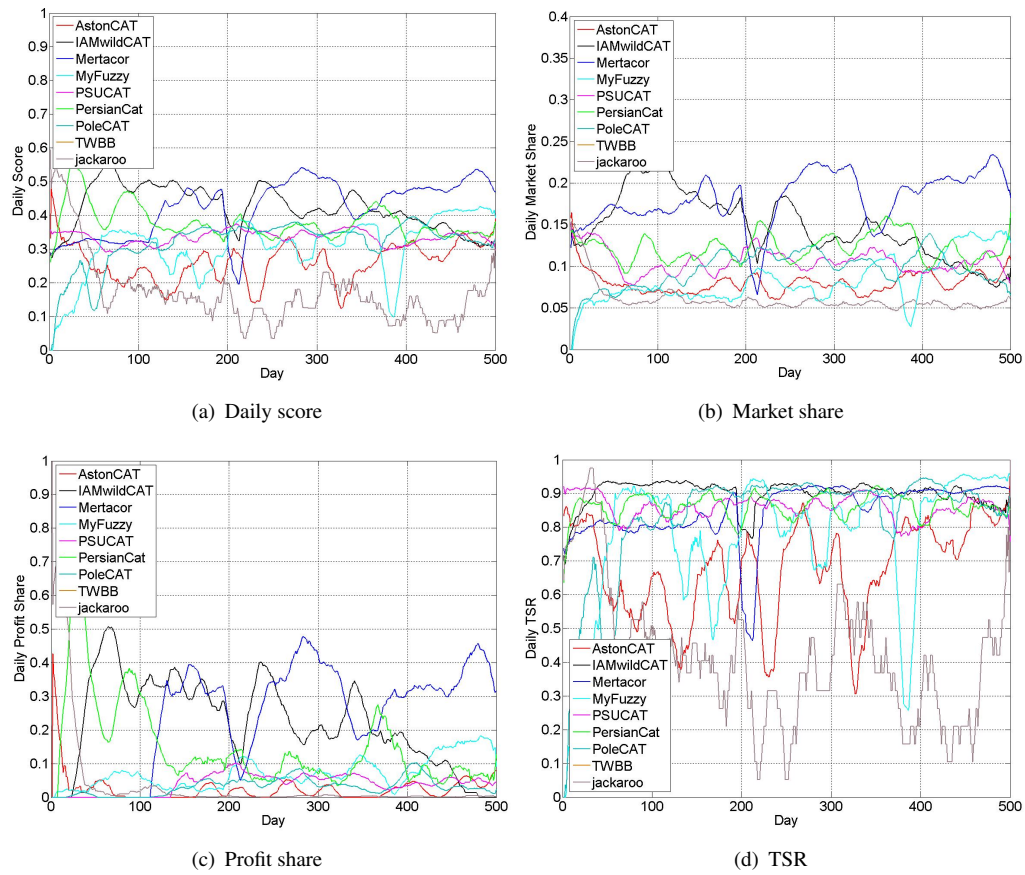 1
0.9
0.8
0.7
0.6
0.5
0.4
0.3
0.2
0.1
0
Daily Score
AstonCAT
IAMwildCAT
Mertacor
MyFuzzy
PSUCAT
PersianCat
PoleCAT
TWBB
jackaroo
100 200 300 400 500
Day
(a) Daily score
0.4
0.35
0.3
0.25
0.2
0.15
0.1
0.05
0
Daily Market Share
AstonCAT
IAMwildCAT
Mertacor
MyFuzzy
PSUCAT
PersianCat
PoleCAT
TWBB
jackaroo
0 100 200 300 400 500
Day
(b) Market share
1
0.9
0.8
0.7
0.6
0.5
0.4
0.3
0.2
0.1
0
Daily Profit Share
AstonCAT
IAMwildCAT
Mertacor
MyFuzzy
PSUCAT
PersianCat
PoleCAT
TWBB
jackaroo
0 100 200 300 400 500
Day
(c) Profit share
1
0.9
0.8
0.7
0.6
0.5
0.4
0.3
0.2
0.1
0
Daily TSR
AstonCAT
IAMwildCAT
Mertacor
MyFuzzy
PSUCAT
PersianCat
PoleCAT
TWBB
jackaroo
0 100 200 300 400 500
Day
(d) TSR